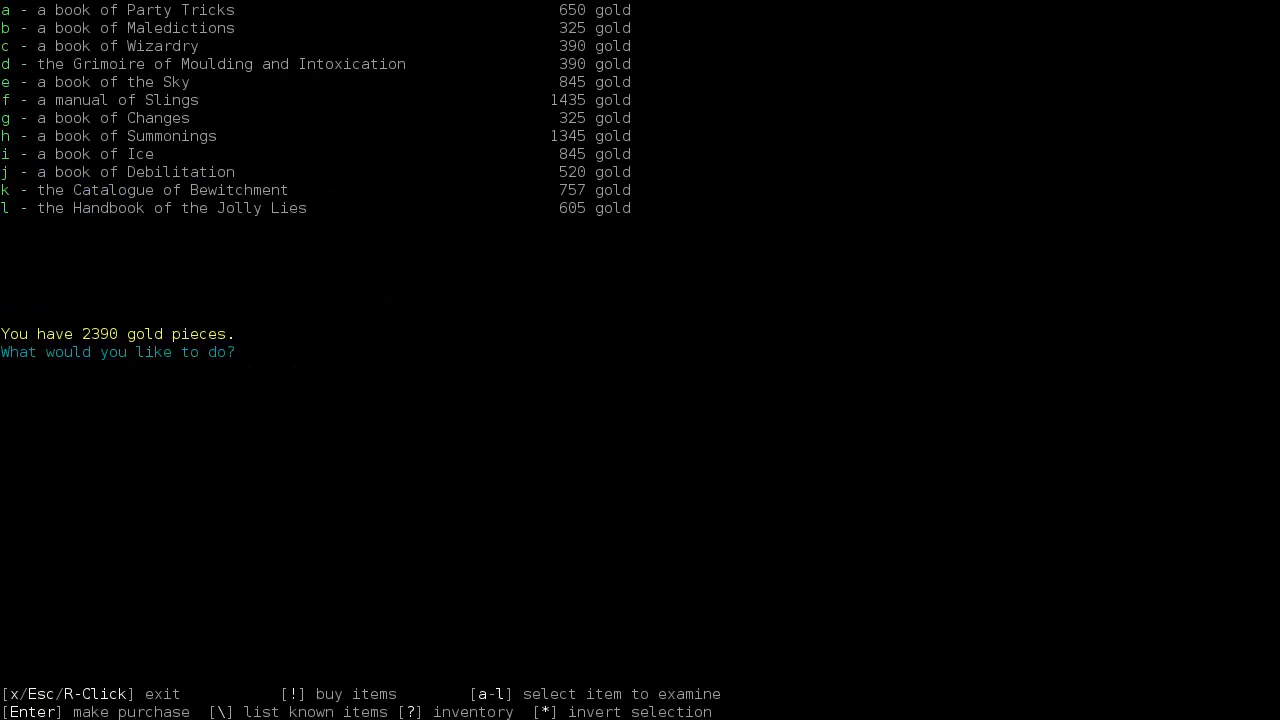 a - a book of Party Tricks 650 gold
b - a book of Maledictions 325 gold
c - a book of Wizardry 390 gold
d - the Grimoire of Moulding and Intoxication 390 gold
e - a book of the Sky 845 gold
f - a manual of Slings 1435 gold
g - a book of Changes 325 gold
h - a book of Summonings 1345 gold
i - a book of Ice 845 gold
j - a book of Debilitation 520 gold
k - the Catalogue of Bewitchment 757 gold
l - the Handbook of the Jolly Lies 605 gold
You have 2390 gold pieces.
What would you like to do?
[x/Esc/R-Click] exit [!] buy items [a-l] select item to examine
[Enter] make purchase [\] list known items [?] inventory [*] invert selection